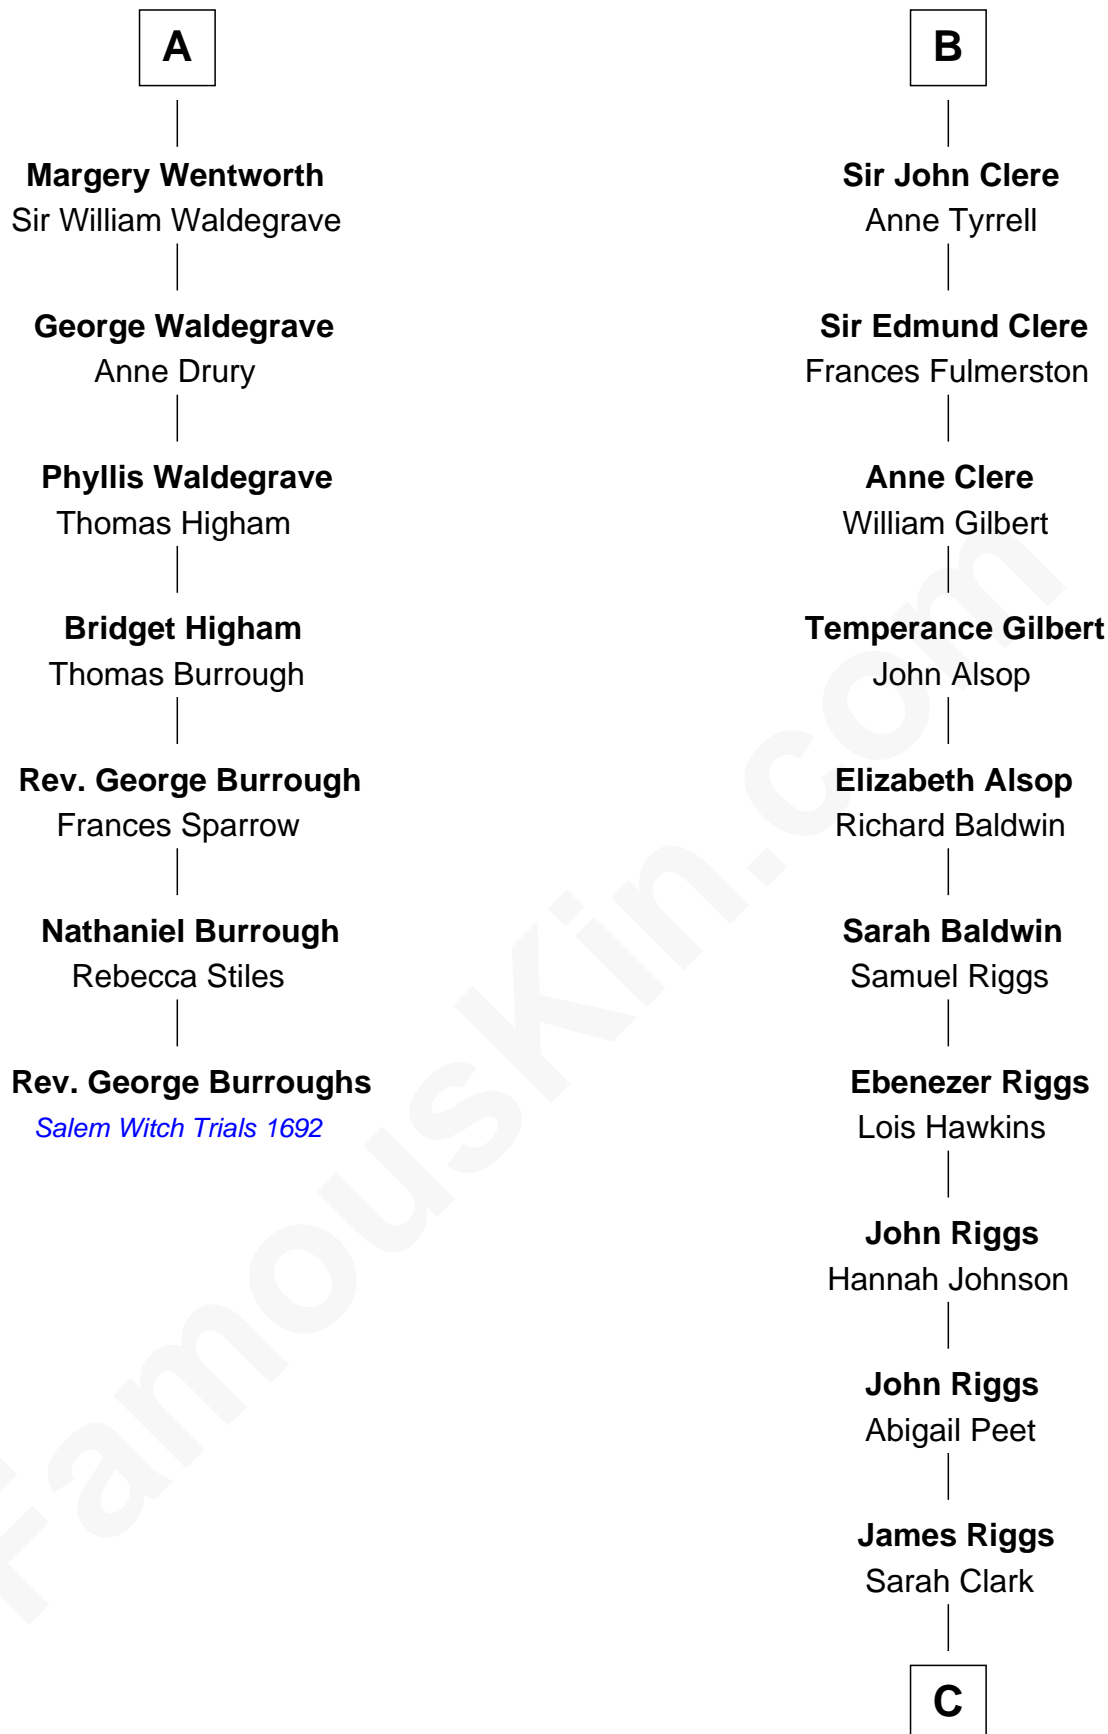 A
Margery Wentworth
Sir William Waldegrave
George Waldegrave
Anne Drury
Phyllis Waldegrave
Thomas Higham
Bridget Higham
Thomas Burrough
Rev. George Burrough
Frances Sparrow
Nathaniel Burrough
Rebecca Stiles
Rev. George Burroughs
Salem Witch Trials 1692
B
Sir John Clere
Anne Tyrrell
Sir Edmund Clere
Frances Fulmerston
Anne Clere
William Gilbert
Temperance Gilbert
John Alsop
Elizabeth Alsop
Richard Baldwin
Sarah Baldwin
Samuel Riggs
Ebenezer Riggs
Lois Hawkins
John Riggs
Hannah Johnson
John Riggs
Abigail Peet
James Riggs
Sarah Clark
C
FamousKin.com